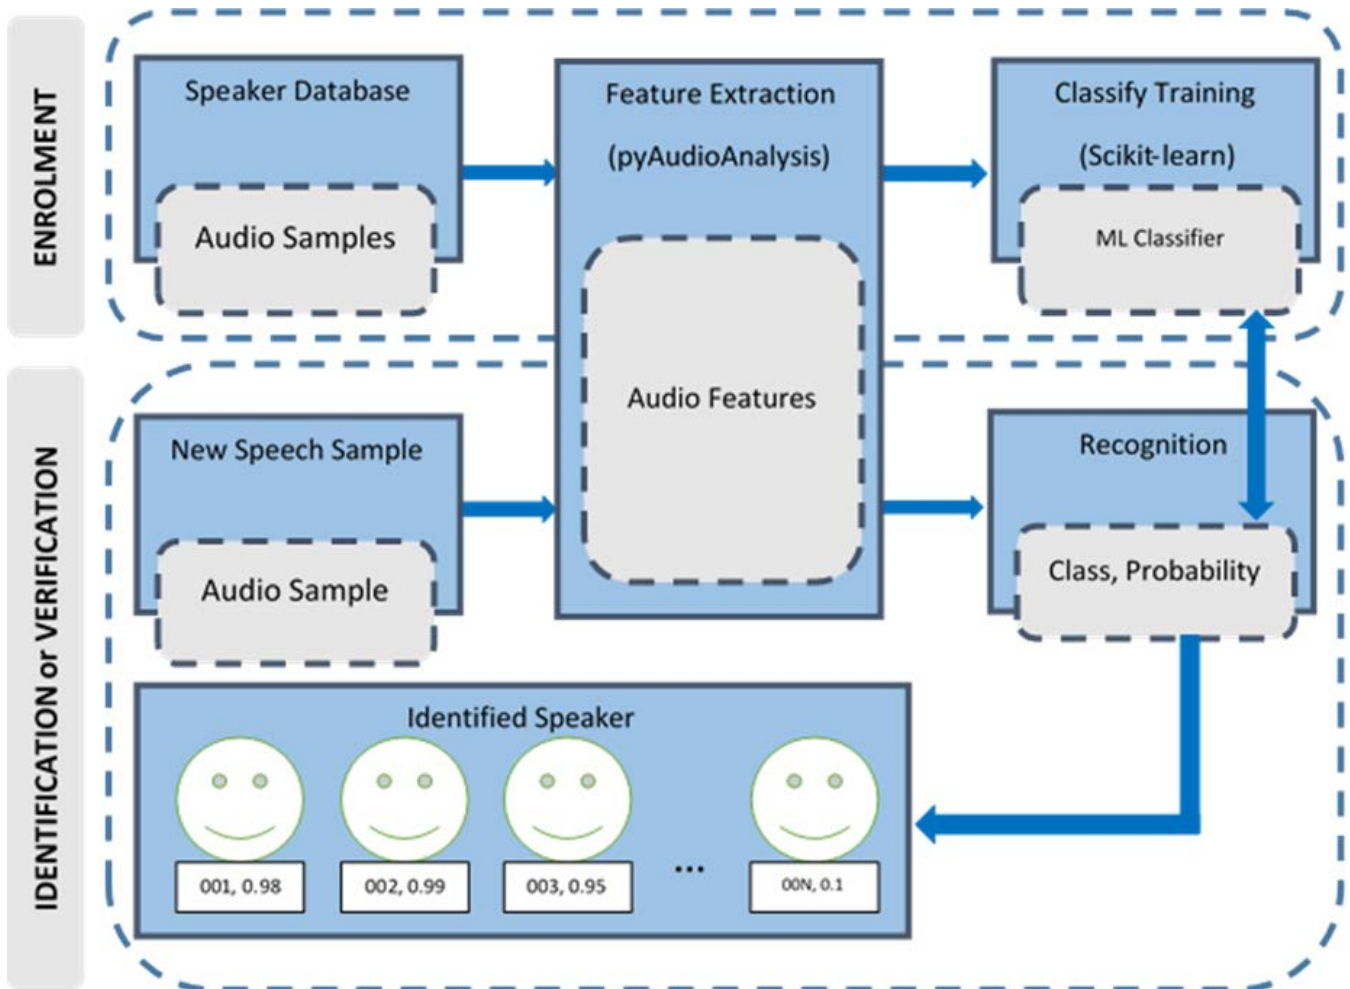 ENROLMENT
Speaker Database
Audio Samples
Feature Extraction
(pyAudioAnalysis)
Audio Features
Classify Training
(Scikit-learn)
ML Classifier
IDENTIFICATION or VERIFICATION
New Speech Sample
Audio Sample
Recognition
Class, Probability
Identified Speaker
001, 0.98
002, 0.99
003, 0.95
...
00N, 0.1